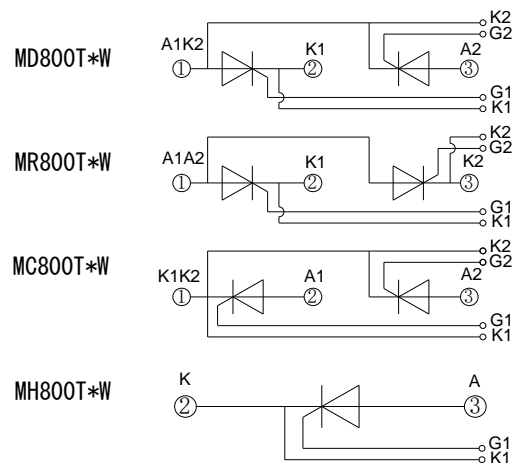 MD800T*W
A1K2
K1
A2
K2
G2
G1
K1
①
②
③
MR800T*W
A1A2
K1
K2
K2
G2
G1
K1
①
②
③
MC800T*W
K1K2
A1
A2
K2
G2
G1
K1
①
②
③
MH800T*W
K
A
②
③
G1
K1